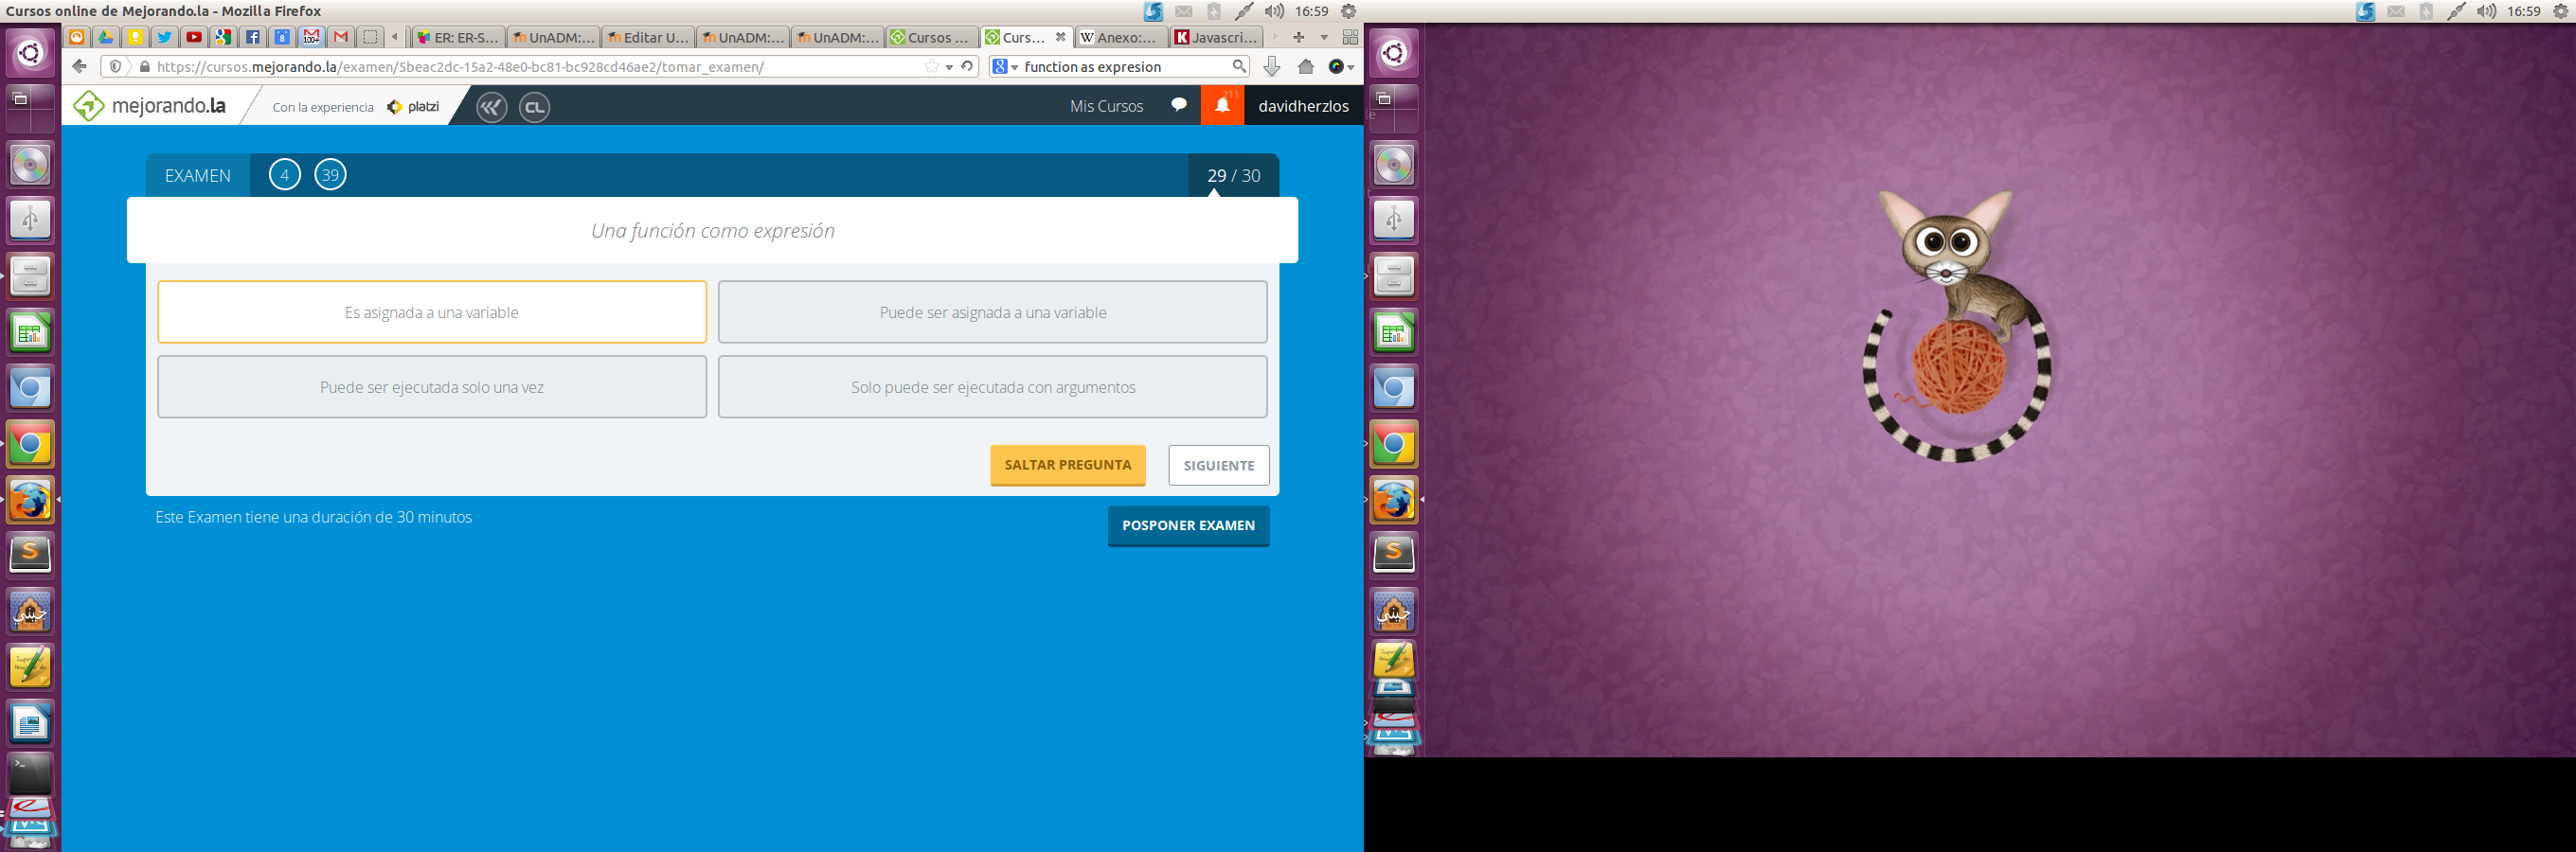 Cursos online de Mejorando.la - Mozilla Firefox
16:59
16:59
ER: ER-S...
UnADM:...
Editar U...
UnADM:...
UnADM:...
Cursos ...
Curs...
Anexo:...
Javascri...
https://cursos.mejorando.la/examen/5beac2dc-15a2-48e0-bc81-bc928cd46ae2/tomar_examen/
function as expresion
mejorando.la
Con la experiencia platzi
CL
Mis Cursos
211
davidherzlos
EXAMEN
4
39
29 / 30
Una función como expresión
Es asignada a una variable
Puede ser asignada a una variable
Puede ser ejecutada solo una vez
Solo puede ser ejecutada con argumentos
SALTAR PREGUNTA
SIGUIENTE
Este Examen tiene una duración de 30 minutos
POSPONER EXAMEN